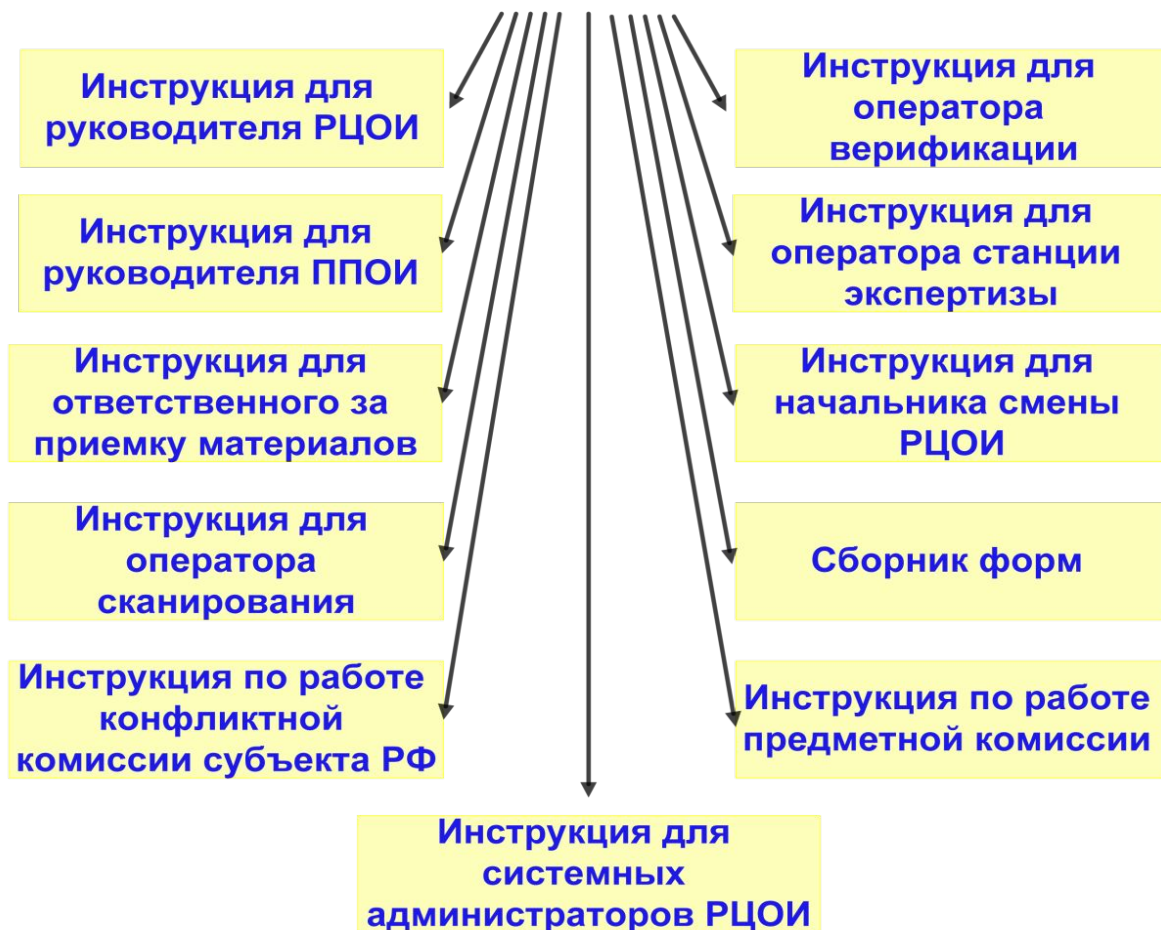 Инструкция для
руководителя РЦОИ
Инструкция для
руководителя ППОИ
Инструкция для
ответственного за
приемку материалов
Инструкция для
оператора
сканирования
Инструкция по работе
конфликтной
комиссии субъекта РФ
Инструкция для
оператора
верификации
Инструкция для
оператора станции
экспертизы
Инструкция для
начальника смены
РЦОИ
Сборник форм
Инструкция по работе
предметной комиссии
Инструкция для
системных
администраторов РЦОИ